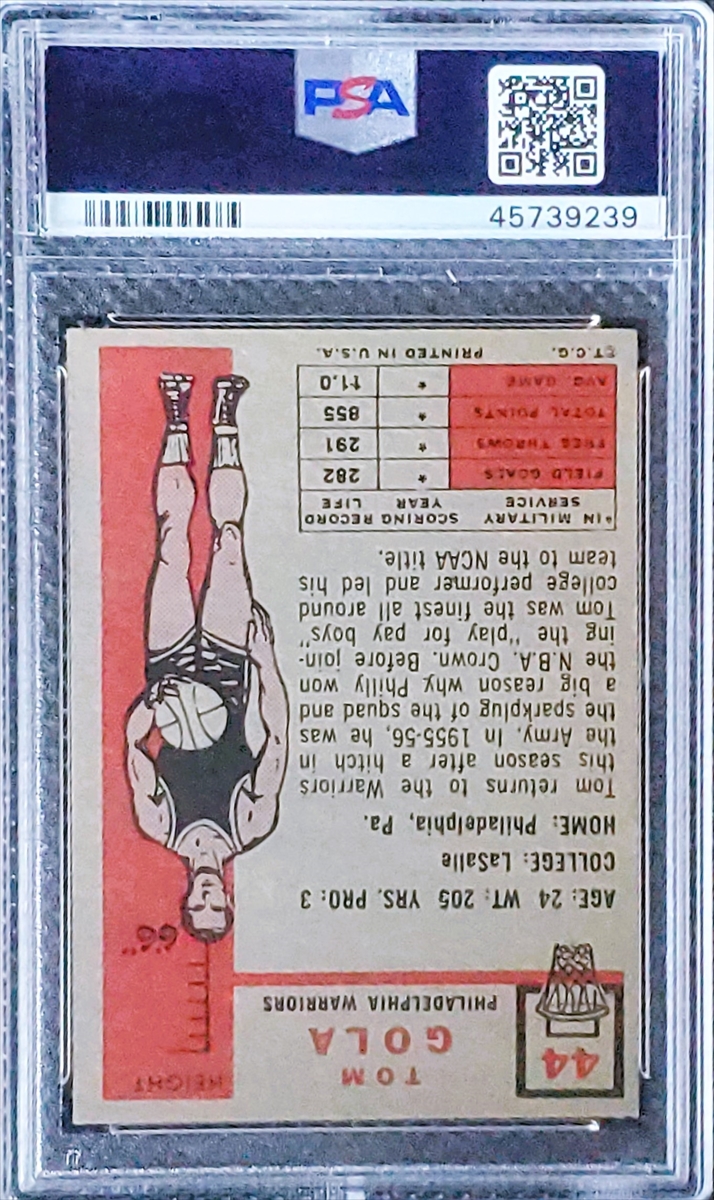 PSA
45739239
44
TOM
GOLA
PHILADELPHIA WARRIORS
HEIGHT
6'6"
AGE: 24 WT: 205 YRS. PRO: 3
COLLEGE: LaSalle
HOME: Philadelphia, Pa.
Tom returns to the Warriors
this season after a hitch in
the Army. In 1955-56, he was
the sparkplug of the squad and
a big reason why Philly won
the N.B.A. Crown. Before join-
ing the "play for pay boys"
Tom was the finest all around
college performer and led his
team to the NCAA title.
*IN MILITARY SERVICE SCORING RECORD YEAR LIFE
FIELD GOALS * 282
FREE THROWS * 291
TOTAL POINTS * 855
AVG. GAME * 11.0
©T.C.G. PRINTED IN U.S.A.